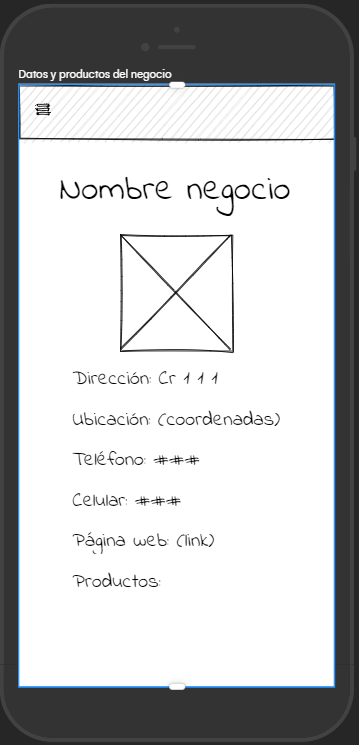 Datos y productos del negocio
Nombre negocio
Dirección: Cr 1 1 1
Ubicación: (coordenadas)
Teléfono: ###
Celular: ###
Página web: (link)
Productos: